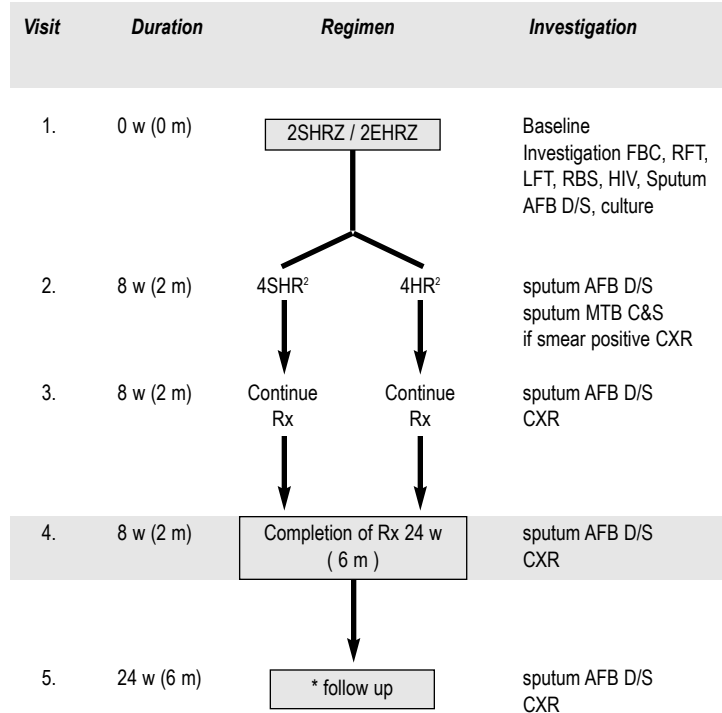 Visit Duration Regimen Investigation
1. 0 w (0 m) 2SHRZ / 2EHRZ Baseline
Investigation FBC, RFT,
LFT, RBS, HIV, Sputum
AFB D/S, culture
2. 8 w (2 m) 4SHR² 4HR² sputum AFB D/S
sputum MTB C&S
if smear positive CXR
3. 8 w (2 m) Continue Continue sputum AFB D/S
Rx Rx CXR
4. 8 w (2 m) Completion of Rx 24 w sputum AFB D/S
( 6 m ) CXR
5. 24 w (6 m) * follow up sputum AFB D/S
CXR